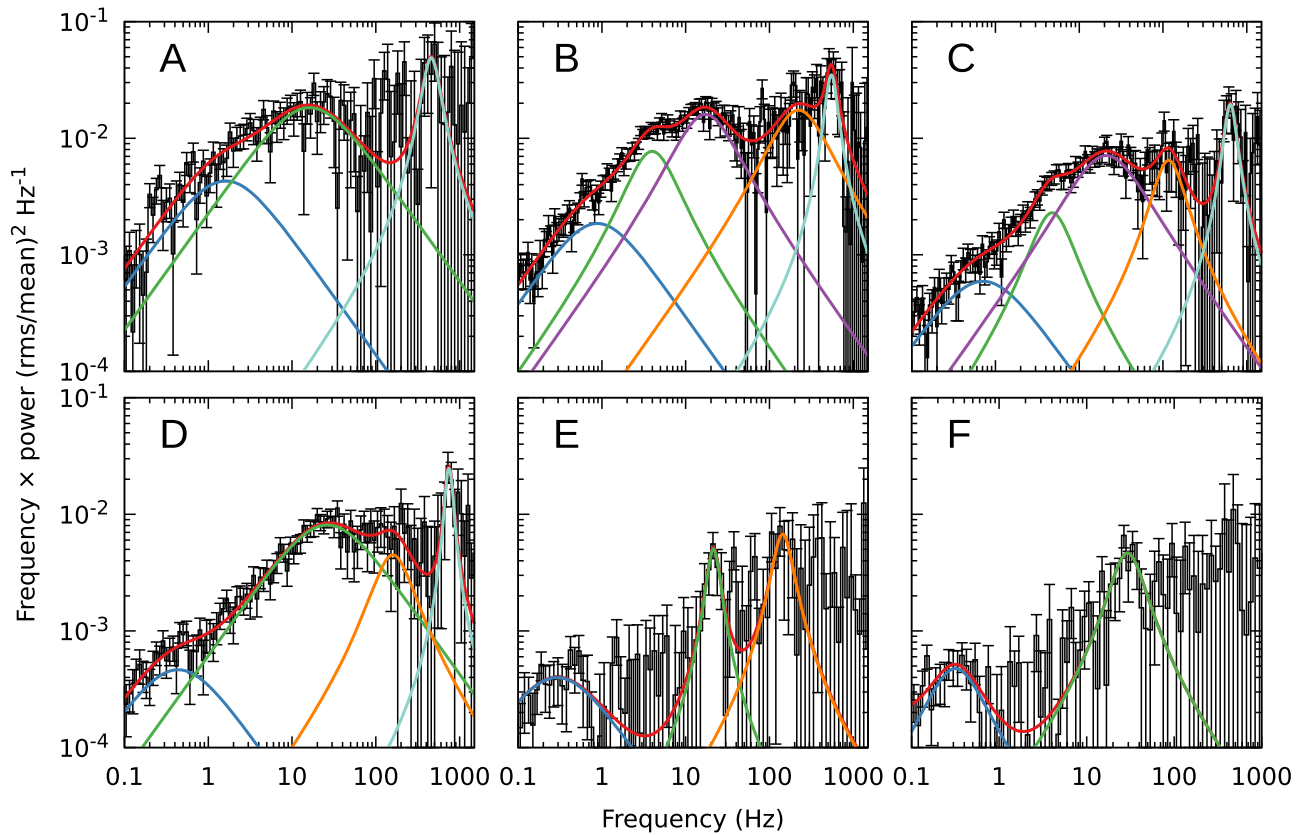 10⁻¹
A
B
C
10⁻²
10⁻³
10⁻⁴
10⁻¹
D
E
F
10⁻²
10⁻³
10⁻⁴
Frequency × power (rms/mean)² Hz⁻¹
0.1 1 10 100 1000 0.1 1 10 100 1000 0.1 1 10 100 1000
Frequency (Hz)